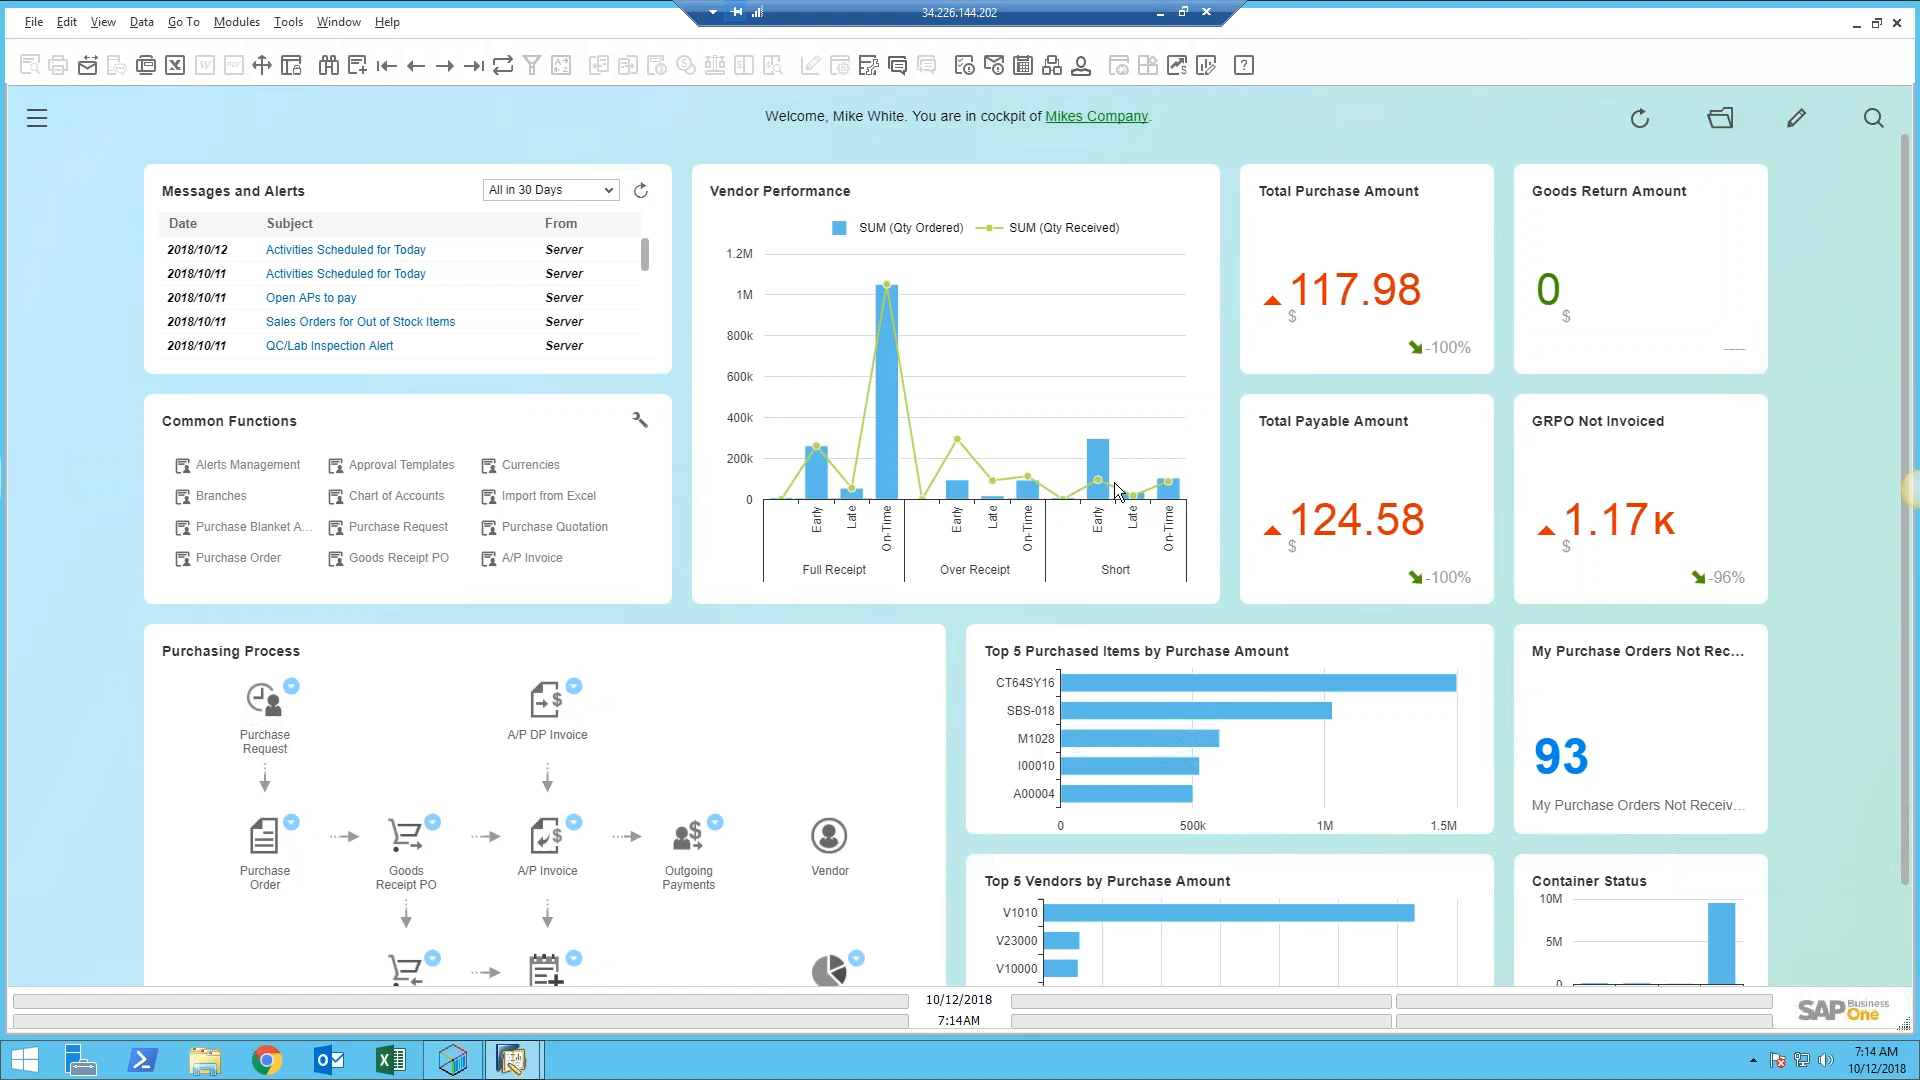 34.226.144.202
File Edit View Data Go To Modules Tools Window Help
Welcome, Mike White. You are in cockpit of Mikes Company.
Messages and Alerts
All in 30 Days
Date Subject From
2018/10/12 Activities Scheduled for Today Server
2018/10/11 Activities Scheduled for Today Server
2018/10/11 Open APs to pay Server
2018/10/11 Sales Orders for Out of Stock Items Server
2018/10/11 QC/Lab Inspection Alert Server
Common Functions
Alerts Management Approval Templates Currencies
Branches Chart of Accounts Import from Excel
Purchase Blanket A... Purchase Request Purchase Quotation
Purchase Order Goods Receipt PO A/P Invoice
Vendor Performance
SUM (Qty Ordered) SUM (Qty Received)
1.2M
1M
800k
600k
400k
200k
0
Early Late On-Time Early Late On-Time Early Late On-Time
Full Receipt Over Receipt Short
Total Purchase Amount
117.98
$
-100%
Goods Return Amount
0
$
Total Payable Amount
124.58
$
-100%
GRPO Not Invoiced
1.17K
$
-96%
Purchasing Process
Purchase
Request
A/P DP Invoice
Purchase
Order
Goods
Receipt PO
A/P Invoice
Outgoing
Payments
Vendor
Top 5 Purchased Items by Purchase Amount
CT64SY16
SBS-018
M1028
I00010
A00004
0 500k 1M 1.5M
My Purchase Orders Not Rec...
93
My Purchase Orders Not Receiv...
Top 5 Vendors by Purchase Amount
V1010
V23000
V10000
Container Status
10M
5M
0
10/12/2018
7:14AM
SAP Business One
7:14 AM
10/12/2018